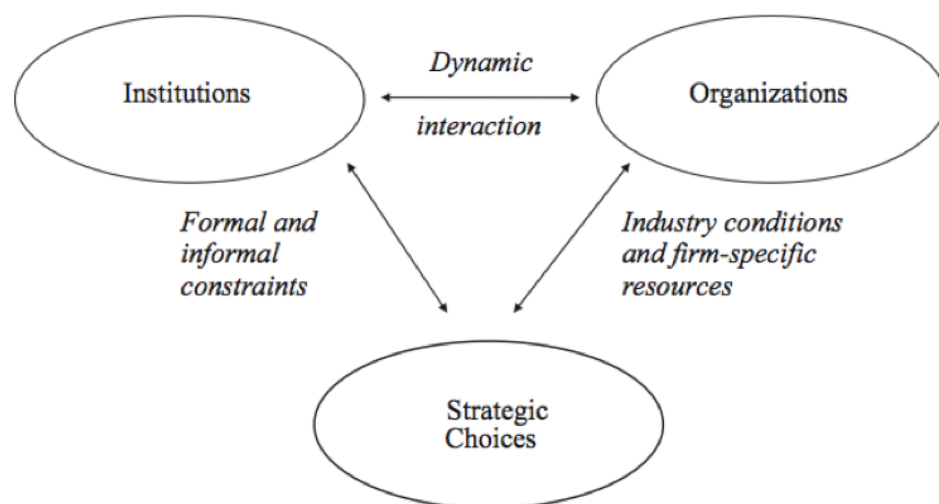 Institutions
Dynamic
interaction
Organizations
Formal and
informal
constraints
Industry conditions
and firm-specific
resources
Strategic
Choices